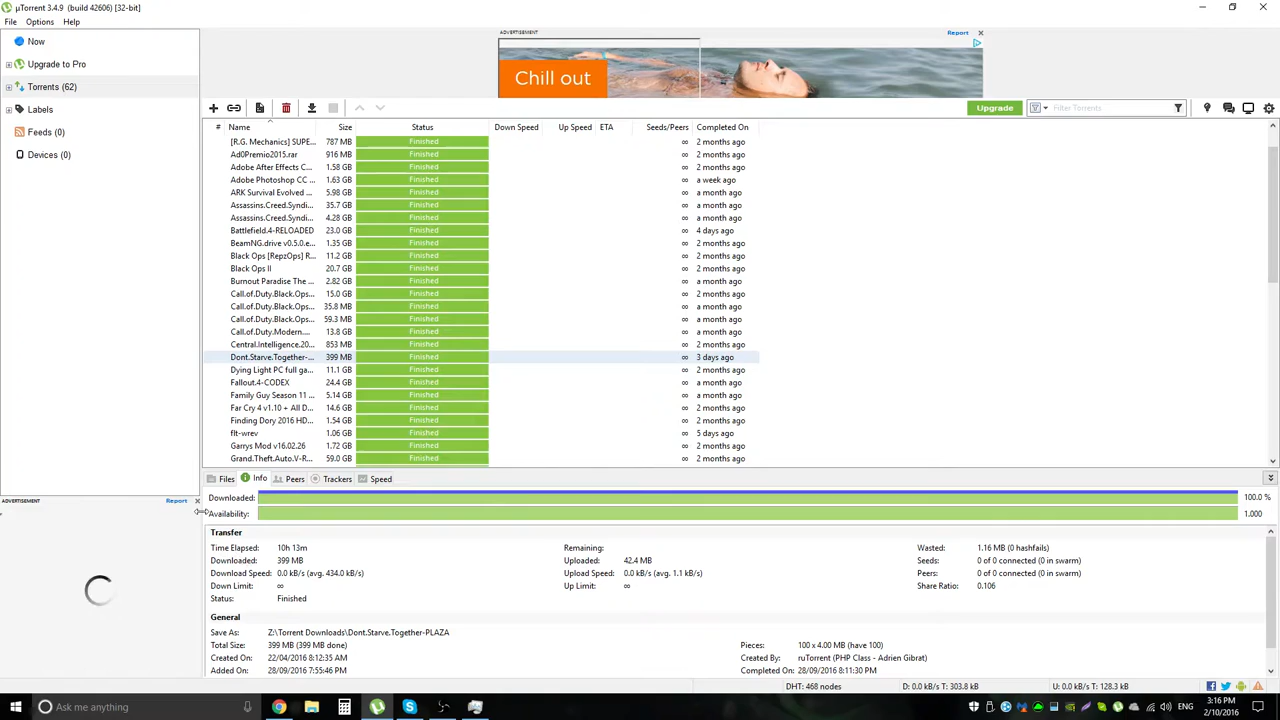 µTorrent 3.4.9 (build 42606) [32-bit]
File Options Help
Now
Upgrade to Pro
Torrents (62)
Labels
Feeds (0)
Devices (0)
ADVERTISEMENT Report
Chill out
Upgrade Filter Torrents
# Name Size Status Down Speed Up Speed ETA Seeds/Peers Completed On
[R.G. Mechanics] SUPE... 787 MB Finished ∞ 2 months ago
Ad0Premio2015.rar 916 MB Finished ∞ 2 months ago
Adobe After Effects C... 1.58 GB Finished ∞ 2 months ago
Adobe Photoshop CC ... 1.63 GB Finished ∞ a week ago
ARK Survival Evolved ... 5.98 GB Finished ∞ a month ago
Assassins.Creed.Syndi... 35.7 GB Finished ∞ a month ago
Assassins.Creed.Syndi... 4.28 GB Finished ∞ a month ago
Battlefield.4-RELOADED 23.0 GB Finished ∞ 4 days ago
BeamNG.drive v0.5.0.e... 1.35 GB Finished ∞ 2 months ago
Black Ops [RepzOps] R... 11.2 GB Finished ∞ 2 months ago
Black Ops II 20.7 GB Finished ∞ 2 months ago
Burnout Paradise The ... 2.82 GB Finished ∞ a month ago
Call.of.Duty.Black.Ops... 15.0 GB Finished ∞ 2 months ago
Call.of.Duty.Black.Ops... 35.8 MB Finished ∞ a month ago
Call.of.Duty.Black.Ops... 59.3 MB Finished ∞ a month ago
Call.of.Duty.Modern.... 13.8 GB Finished ∞ a month ago
Central.Intelligence.20... 853 MB Finished ∞ 2 months ago
Dont.Starve.Together-... 399 MB Finished ∞ 3 days ago
Dying Light PC full ga... 11.1 GB Finished ∞ 2 months ago
Fallout.4-CODEX 24.4 GB Finished ∞ a month ago
Family Guy Season 11 ... 5.14 GB Finished ∞ a month ago
Far Cry 4 v1.10 + All D... 14.6 GB Finished ∞ 2 months ago
Finding Dory 2016 HD... 1.54 GB Finished ∞ 2 months ago
flt-wrev 1.06 GB Finished ∞ 5 days ago
Garrys Mod v16.02.26 1.72 GB Finished ∞ 2 months ago
Grand.Theft.Auto.V-R... 59.0 GB Finished ∞ 2 months ago
Files Info Peers Trackers Speed
ADVERTISEMENT Report
Downloaded: 100.0 %
Availability: 1.000
Transfer
Time Elapsed: 10h 13m Remaining: Wasted: 1.16 MB (0 hashfails)
Downloaded: 399 MB Uploaded: 42.4 MB Seeds: 0 of 0 connected (0 in swarm)
Download Speed: 0.0 kB/s (avg. 434.0 kB/s) Upload Speed: 0.0 kB/s (avg. 1.1 kB/s) Peers: 0 of 0 connected (0 in swarm)
Down Limit: ∞ Up Limit: ∞ Share Ratio: 0.106
Status: Finished
General
Save As: Z:\Torrent Downloads\Dont.Starve.Together-PLAZA
Total Size: 399 MB (399 MB done) Pieces: 100 x 4.00 MB (have 100)
Created On: 22/04/2016 8:12:35 AM Created By: ruTorrent (PHP Class - Adrien Gibrat)
Added On: 28/09/2016 7:55:46 PM Completed On: 28/09/2016 8:11:30 PM
DHT: 468 nodes D: 0.0 kB/s T: 303.8 kB U: 0.0 kB/s T: 128.3 kB
Ask me anything ENG 3:16 PM
2/10/2016